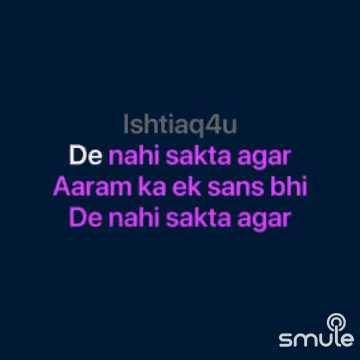 Ishtiaq4u
De nahi sakta agar
Aaram ka ek sans bhi
De nahi sakta agar
smule